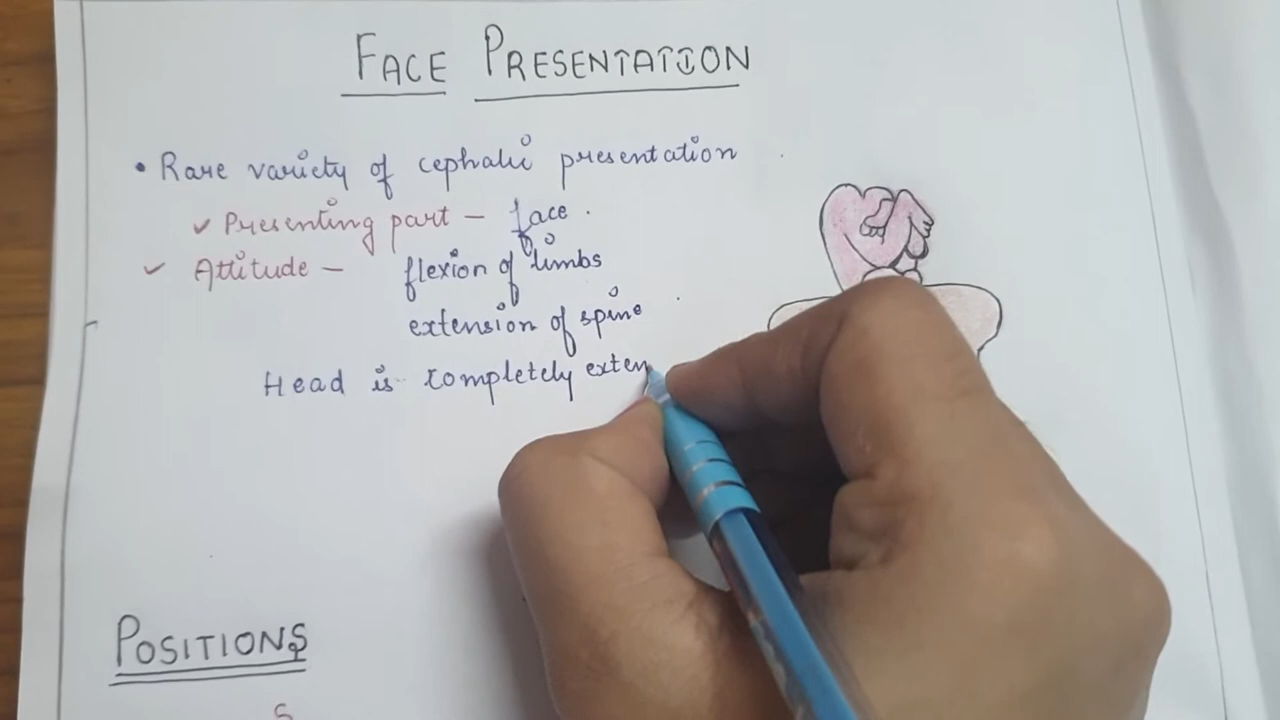 FACE PRESENTATION
• Rare variety of cephalic presentation
✓ Presenting part – face .
✓ Attitude – flexion of limbs
extension of spine
Head is completely exten
POSITIONS
S